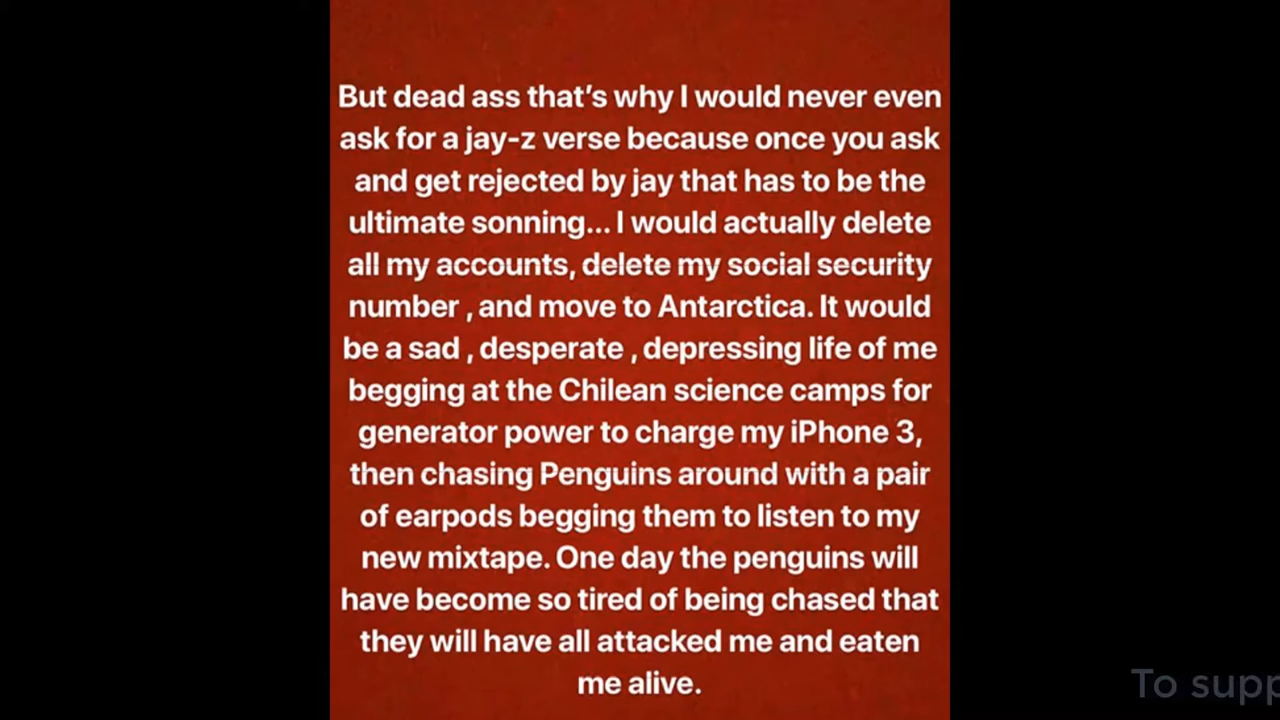 But dead ass that’s why I would never even
ask for a jay-z verse because once you ask
and get rejected by jay that has to be the
ultimate sonning... I would actually delete
all my accounts, delete my social security
number , and move to Antarctica. It would
be a sad , desperate , depressing life of me
begging at the Chilean science camps for
generator power to charge my iPhone 3,
then chasing Penguins around with a pair
of earpods begging them to listen to my
new mixtape. One day the penguins will
have become so tired of being chased that
they will have all attacked me and eaten
me alive.
To supp